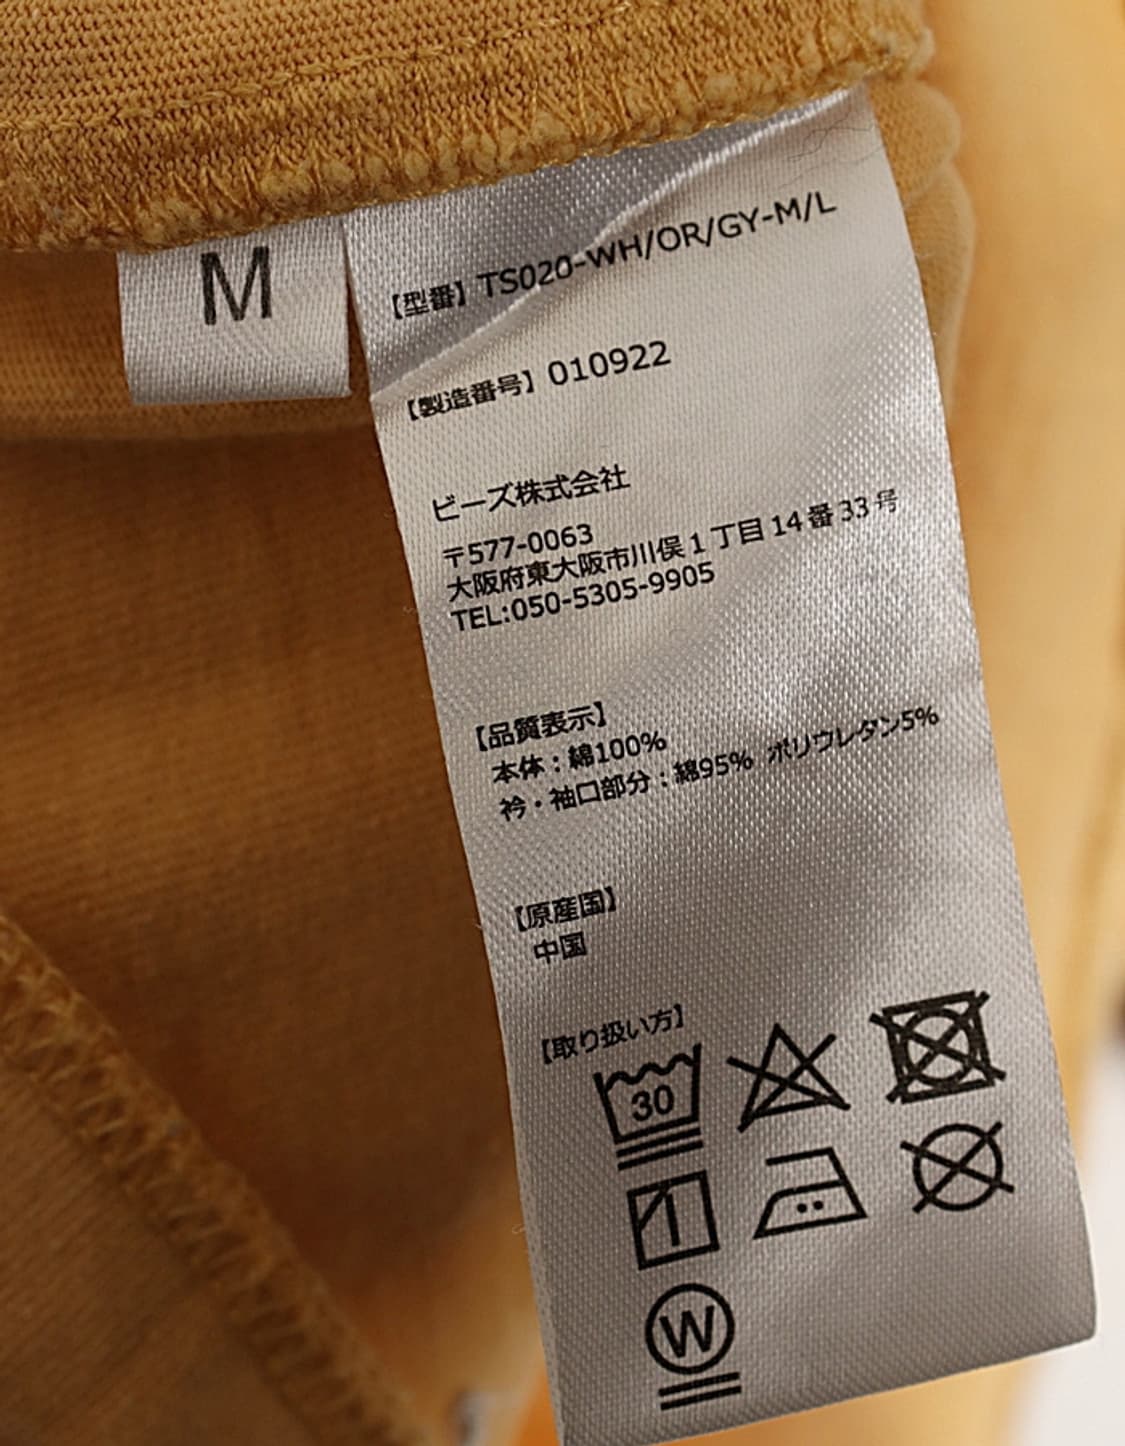 M
【型番】TS020-WH/OR/GY-M/L
【製造番号】010922
ビーズ株式会社
〒577-0063
大阪府東大阪市川俣1丁目14番33号
TEL:050-5305-9905
【品質表示】
本体：綿100%
衿・袖口部分：綿95% ポリウレタン5%
【原産国】
中国
【取り扱い方】
30
W